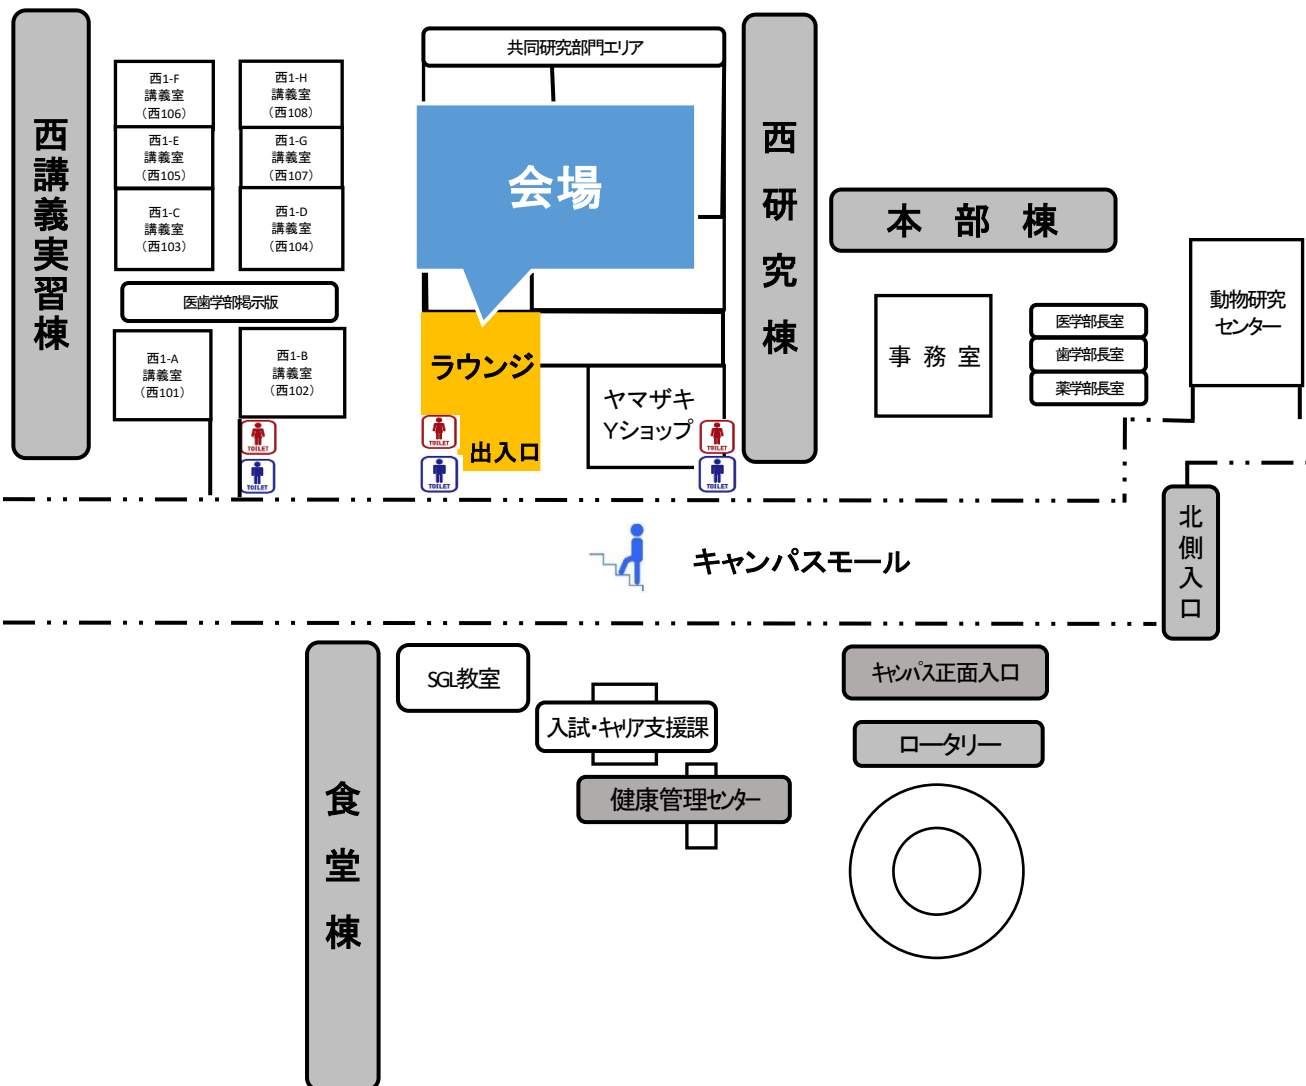 西講義実習棟
西1-F
講義室
（西106）
西1-H
講義室
（西108）
西1-E
講義室
（西105）
西1-G
講義室
（西107）
西1-C
講義室
（西103）
西1-D
講義室
（西104）
医歯学部掲示版
西1-A
講義室
（西101）
西1-B
講義室
（西102）
TOILET
TOILET
共同研究部門エリア
会場
ラウンジ
出入口
TOILET
TOILET
ヤマザキ
Yショップ
TOILET
TOILET
西研究棟
本部棟
事務室
医学部長室
歯学部長室
薬学部長室
動物研究
センター
北側入口
キャンパスモール
食堂棟
SGL教室
入試・キャリア支援課
健康管理センター
キャンパス正面入口
ロータリー